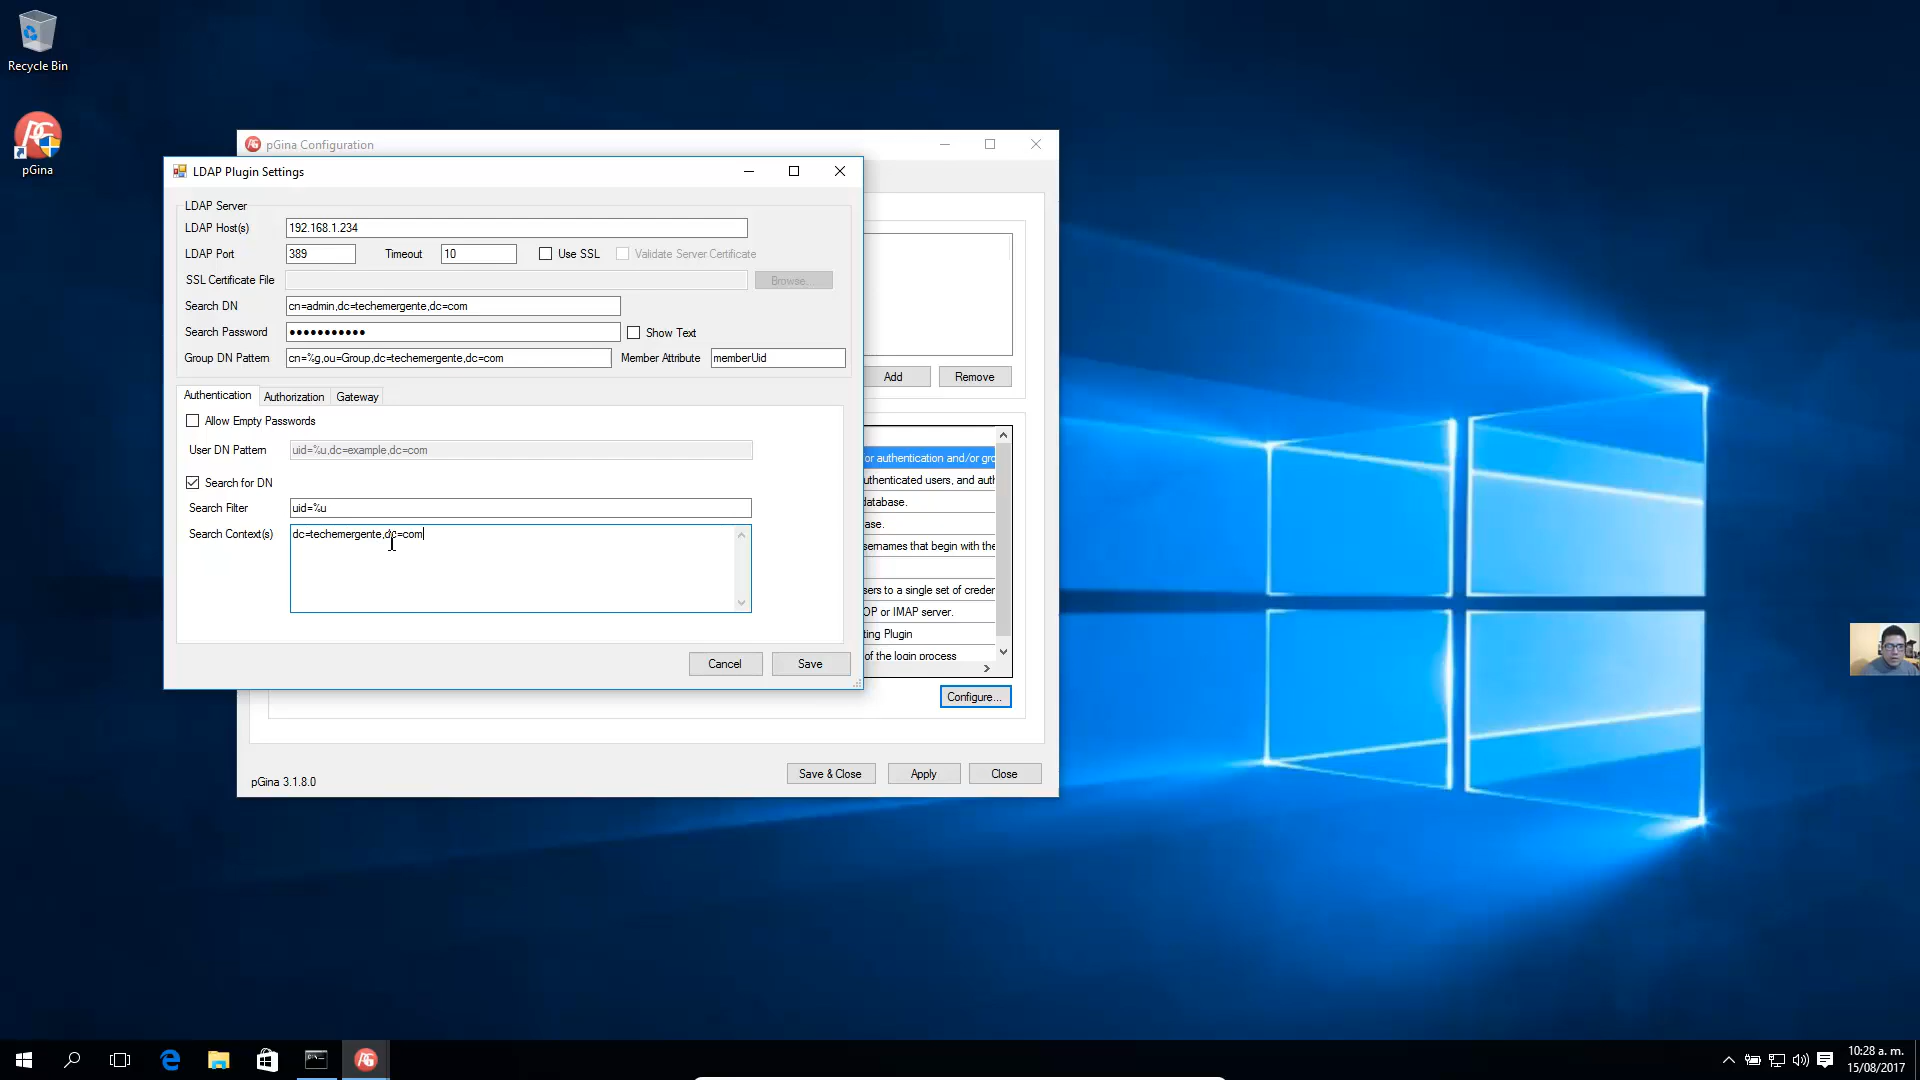 Recycle Bin
pGina
pGina Configuration
LDAP Plugin Settings
LDAP Server
LDAP Host(s) 192.168.1.234
LDAP Port 389 Timeout 10 Use SSL Validate Server Certificate
SSL Certificate File Browse...
Search DN cn=admin,dc=techemergente,dc=com
Search Password ●●●●●●●●●●● Show Text
Group DN Pattern cn=%g,ou=Group,dc=techemergente,dc=com Member Attribute memberUid
Add Remove
Authentication Authorization Gateway
Allow Empty Passwords
User DN Pattern uid=%u,dc=example,dc=com
or authentication and/or gro
Search for DN
uthenticated users, and auth
Search Filter uid=%u
database.
ase.
Search Context(s) dc=techemergente,dc=com
sernames that begin with the
sers to a single set of creder
OP or IMAP server.
ting Plugin
of the login process
Cancel Save
Configure...
Save & Close Apply Close
pGina 3.1.8.0
10:28 a. m.
15/08/2017